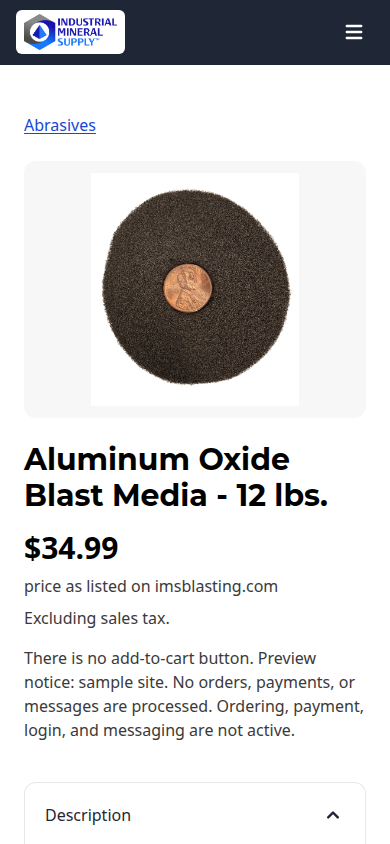 INDUSTRIAL
MINERAL
SUPPLY™
Abrasives
Aluminum Oxide
Blast Media - 12 lbs.
$34.99
price as listed on imsblasting.com
Excluding sales tax.
There is no add-to-cart button. Preview
notice: sample site. No orders, payments, or
messages are processed. Ordering, payment,
login, and messaging are not active.
Description